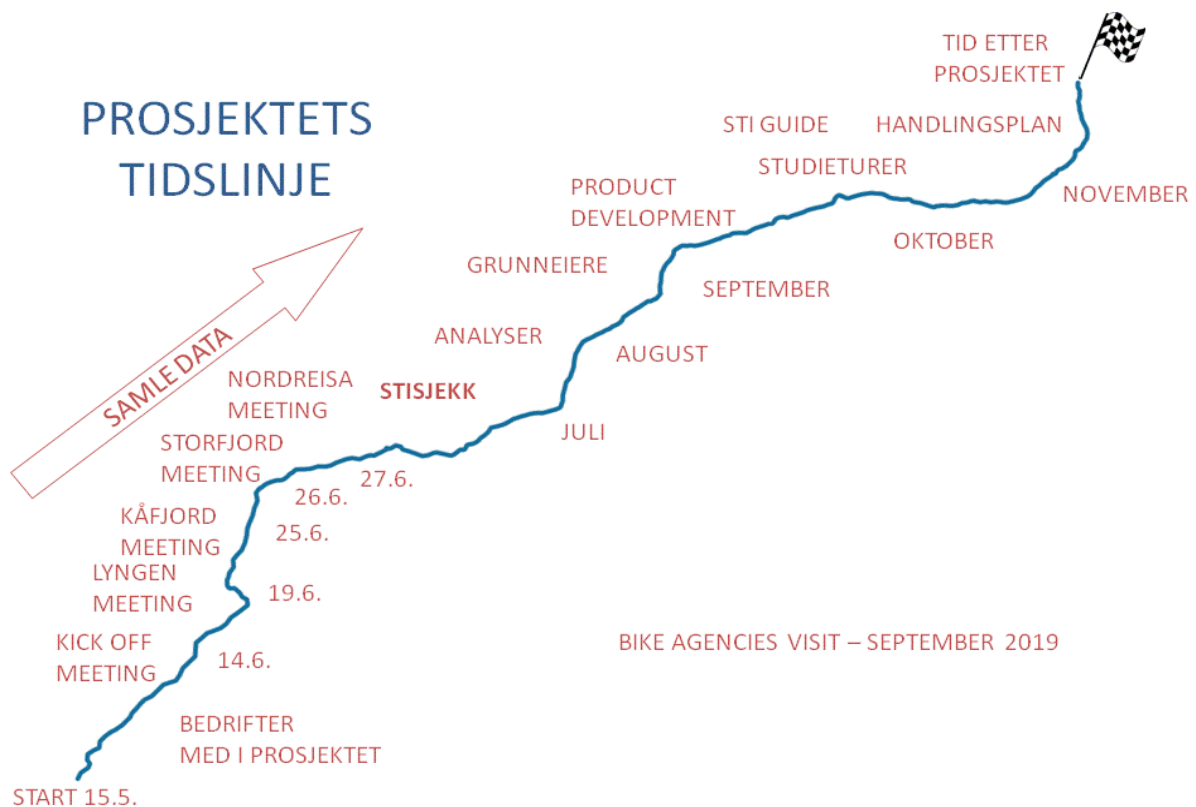 PROSJEKTETS
TIDSLINJE
TID ETTER
PROSJEKTET
STI GUIDE
HANDLINGSPLAN
STUDIETURER
PRODUCT
DEVELOPMENT
NOVEMBER
OKTOBER
GRUNNEIERE
SEPTEMBER
ANALYSER
AUGUST
SAMLE DATA
NORDREISA
MEETING
STISJEKK
JULI
STORFJORD
MEETING
27.6.
26.6.
KÅFJORD
MEETING
25.6.
LYNGEN
MEETING
19.6.
KICK OFF
MEETING
14.6.
BIKE AGENCIES VISIT – SEPTEMBER 2019
BEDRIFTER
MED I PROSJEKTET
START 15.5.